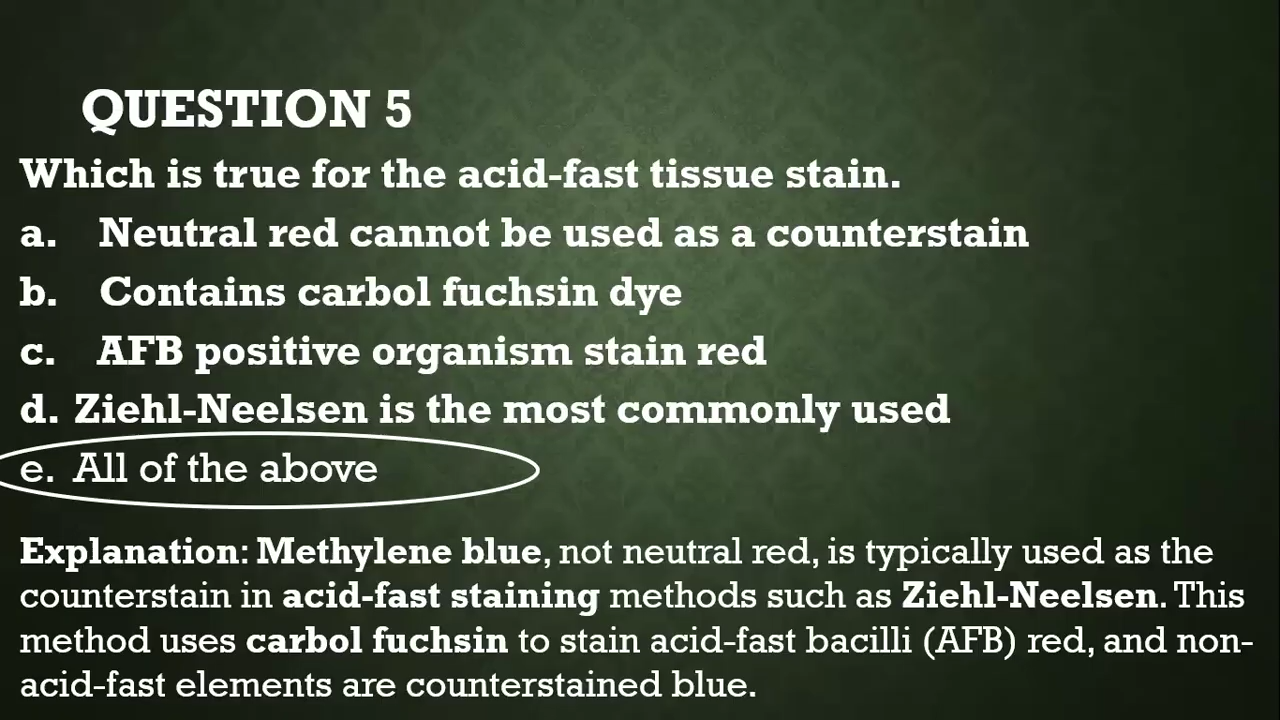 QUESTION 5
Which is true for the acid-fast tissue stain.
a. Neutral red cannot be used as a counterstain
b. Contains carbol fuchsin dye
c. AFB positive organism stain red
d. Ziehl-Neelsen is the most commonly used
e. All of the above
Explanation: Methylene blue, not neutral red, is typically used as the
counterstain in acid-fast staining methods such as Ziehl-Neelsen. This
method uses carbol fuchsin to stain acid-fast bacilli (AFB) red, and non-
acid-fast elements are counterstained blue.